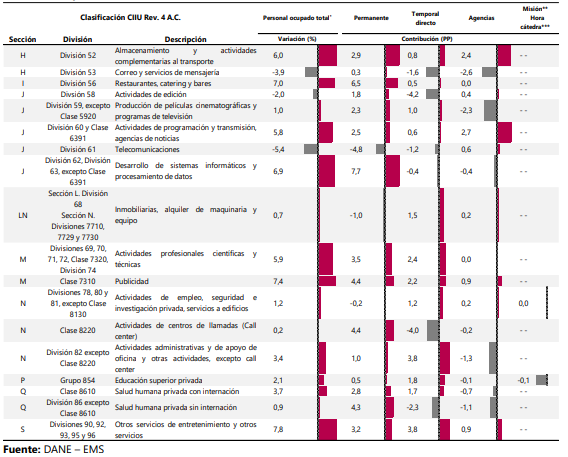 Clasificación CIIU Rev. 4 A.C. Personal ocupado total* Permanente Temporal directo Agencias Misión** Hora cátedra***
Sección División Descripción Variación (%) Contribución (PP)
H División 52 Almacenamiento y actividades complementarias al transporte 6,0 2,9 0,8 2,4 --
H División 53 Correo y servicios de mensajería -3,9 0,3 -1,6 -2,6 --
I División 56 Restaurantes, catering y bares 7,0 6,5 0,5 0,0 --
J División 58 Actividades de edición -2,0 1,8 -4,2 0,4 --
J División 59, excepto Clase 5920 Producción de películas cinematográficas y programas de televisión 1,0 2,3 1,0 -2,3 --
J División 60 y Clase 6391 Actividades de programación y transmisión, agencias de noticias 5,8 2,5 0,6 2,7 --
J División 61 Telecomunicaciones -5,4 -4,8 -1,2 0,6 --
J División 62, División 63, excepto Clase 6391 Desarrollo de sistemas informáticos y procesamiento de datos 6,9 7,7 -0,4 -0,4 --
LN Sección L. División 68 Sección N. Divisiones 7710, 7729 y 7730 Inmobiliarias, alquiler de maquinaria y equipo 0,7 -1,0 1,5 0,2 --
M Divisiones 69, 70, 71, 72, Clase 7320, División 74 Actividades profesionales científicas y técnicas 5,9 3,5 2,4 0,0 --
M Clase 7310 Publicidad 7,4 4,4 2,2 0,9 --
N Divisiones 78, 80 y 81, excepto Clase 8130 Actividades de empleo, seguridad e investigación privada, servicios a edificios 1,2 -0,2 1,2 0,2 0,0
N Clase 8220 Actividades de centros de llamadas (Call center) 0,2 4,4 -4,0 -0,2 --
N División 82 excepto Clase 8220 Actividades administrativas y de apoyo de oficina y otras actividades, excepto call center 3,4 1,0 3,8 -1,3 --
P Grupo 854 Educación superior privada 2,1 0,5 1,8 -0,1 -0,1
Q Clase 8610 Salud humana privada con internación 3,7 2,8 1,7 -0,7 --
Q División 86 excepto Clase 8610 Salud humana privada sin internación 0,9 4,3 -2,3 -1,1 --
S Divisiones 90, 92, 93, 95 y 96 Otros servicios de entretenimiento y otros servicios 7,8 3,2 3,8 0,9 --
Fuente: DANE – EMS